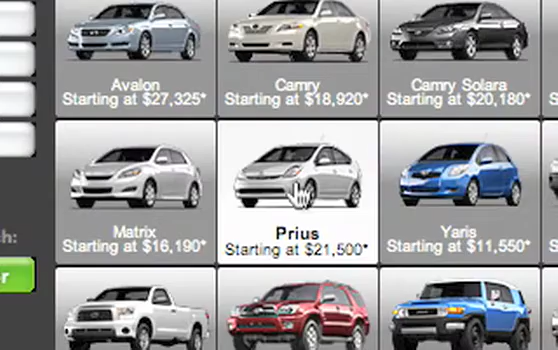 Avalon
Starting at $27,325*
Camry
Starting at $18,920*
Camry Solara
Starting at $20,180*
S
h:
Matrix
Starting at $16,190*
Prius
Starting at $21,500*
Yaris
Starting at $11,550*
S
r